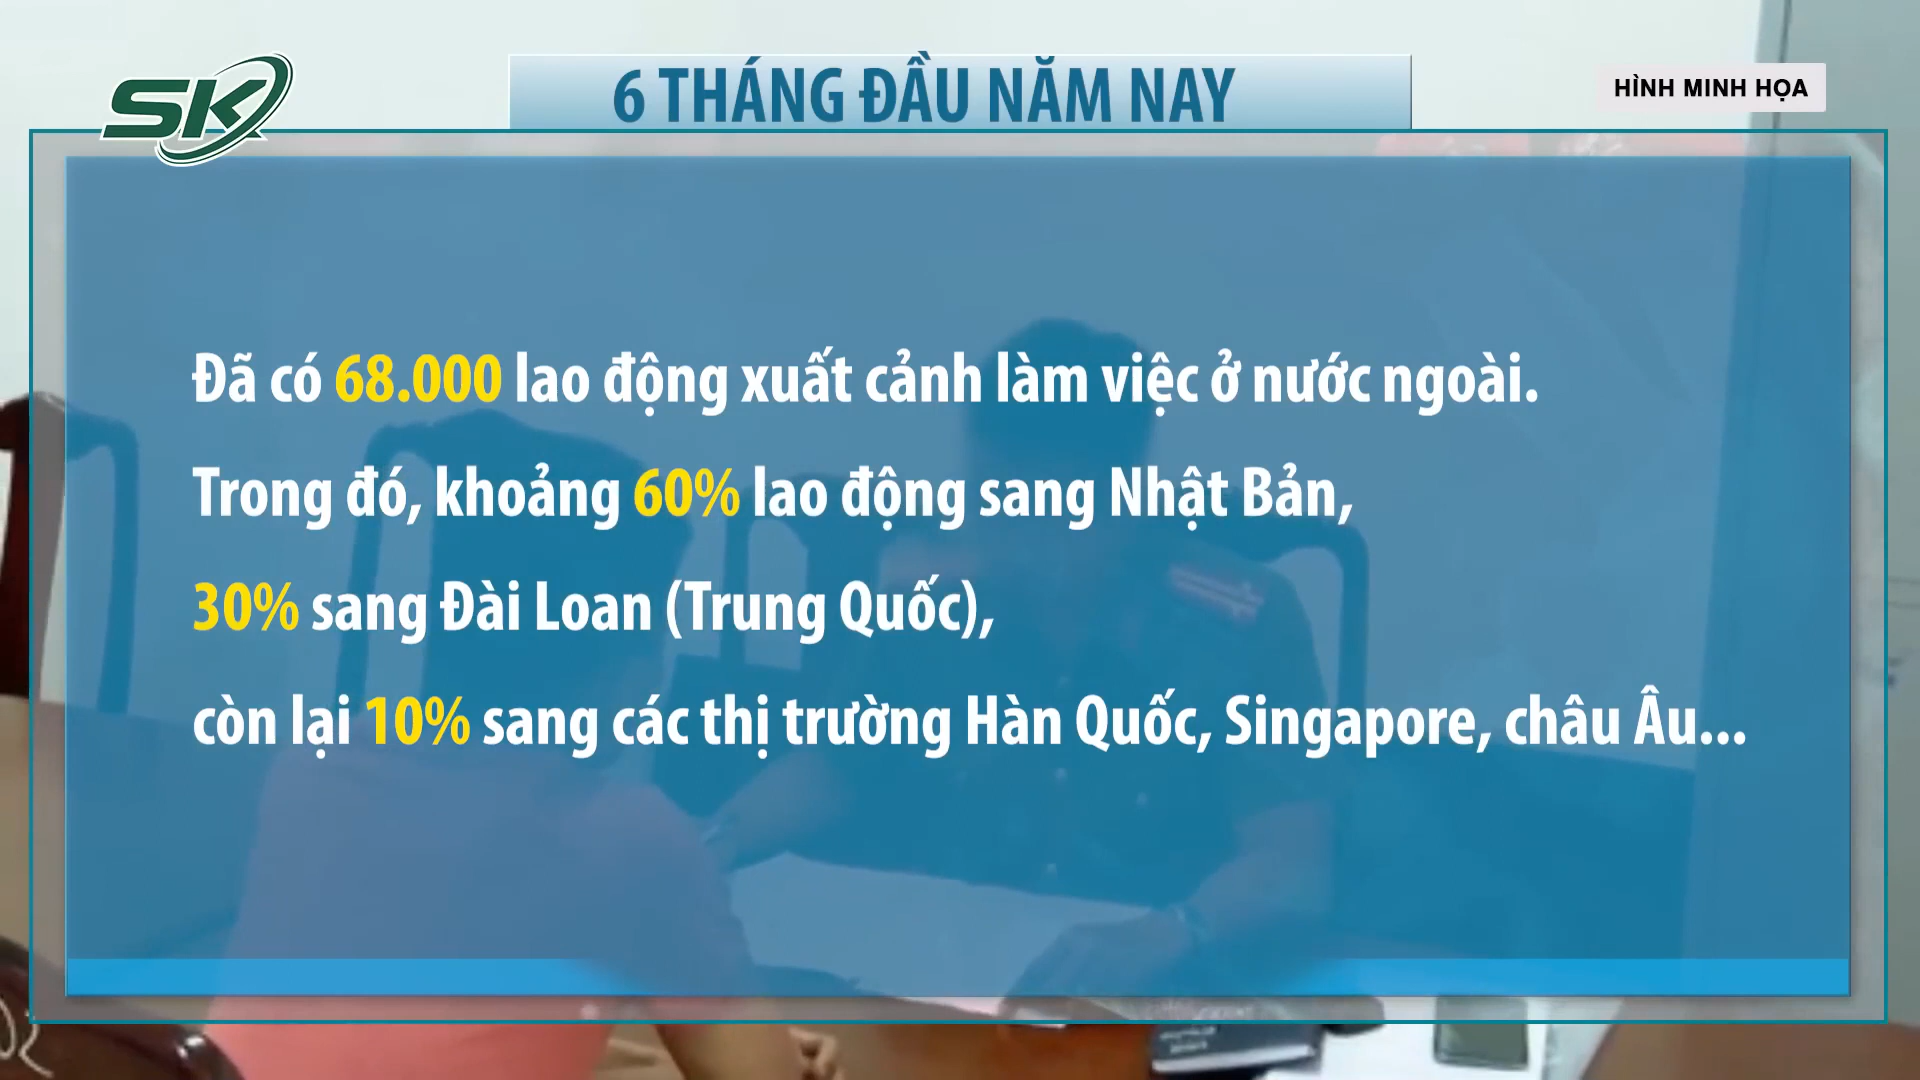 SK
6 THÁNG ĐẦU NĂM NAY
HÌNH MINH HỌA
Đã có 68.000 lao động xuất cảnh làm việc ở nước ngoài.
Trong đó, khoảng 60% lao động sang Nhật Bản,
30% sang Đài Loan (Trung Quốc),
còn lại 10% sang các thị trường Hàn Quốc, Singapore, châu Âu...